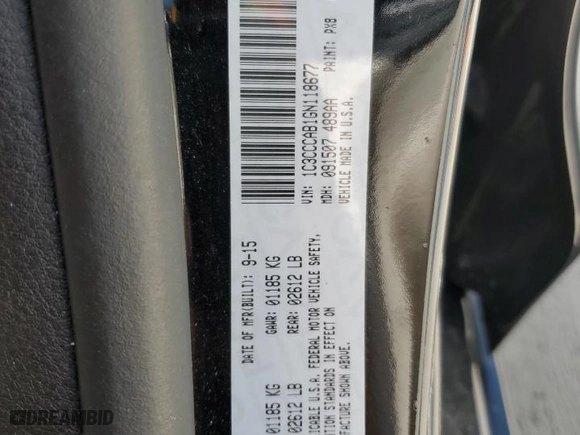 DATE OF MFR(BUILT): 9-15
01185 KG GAWR: 01185 KG
02612 LB REAR: 02612 LB
ICABLE U.S.A. FEDERAL MOTOR VEHICLE SAFETY,
TION STANDARDS IN EFFECT ON
FACTURE SHOWN ABOVE.
VIN: 1C3CCCAB1GN118677
MDH: 091507 489AA PAINT: PXB
VEHICLE MADE IN U.S.A.
DREAMBID